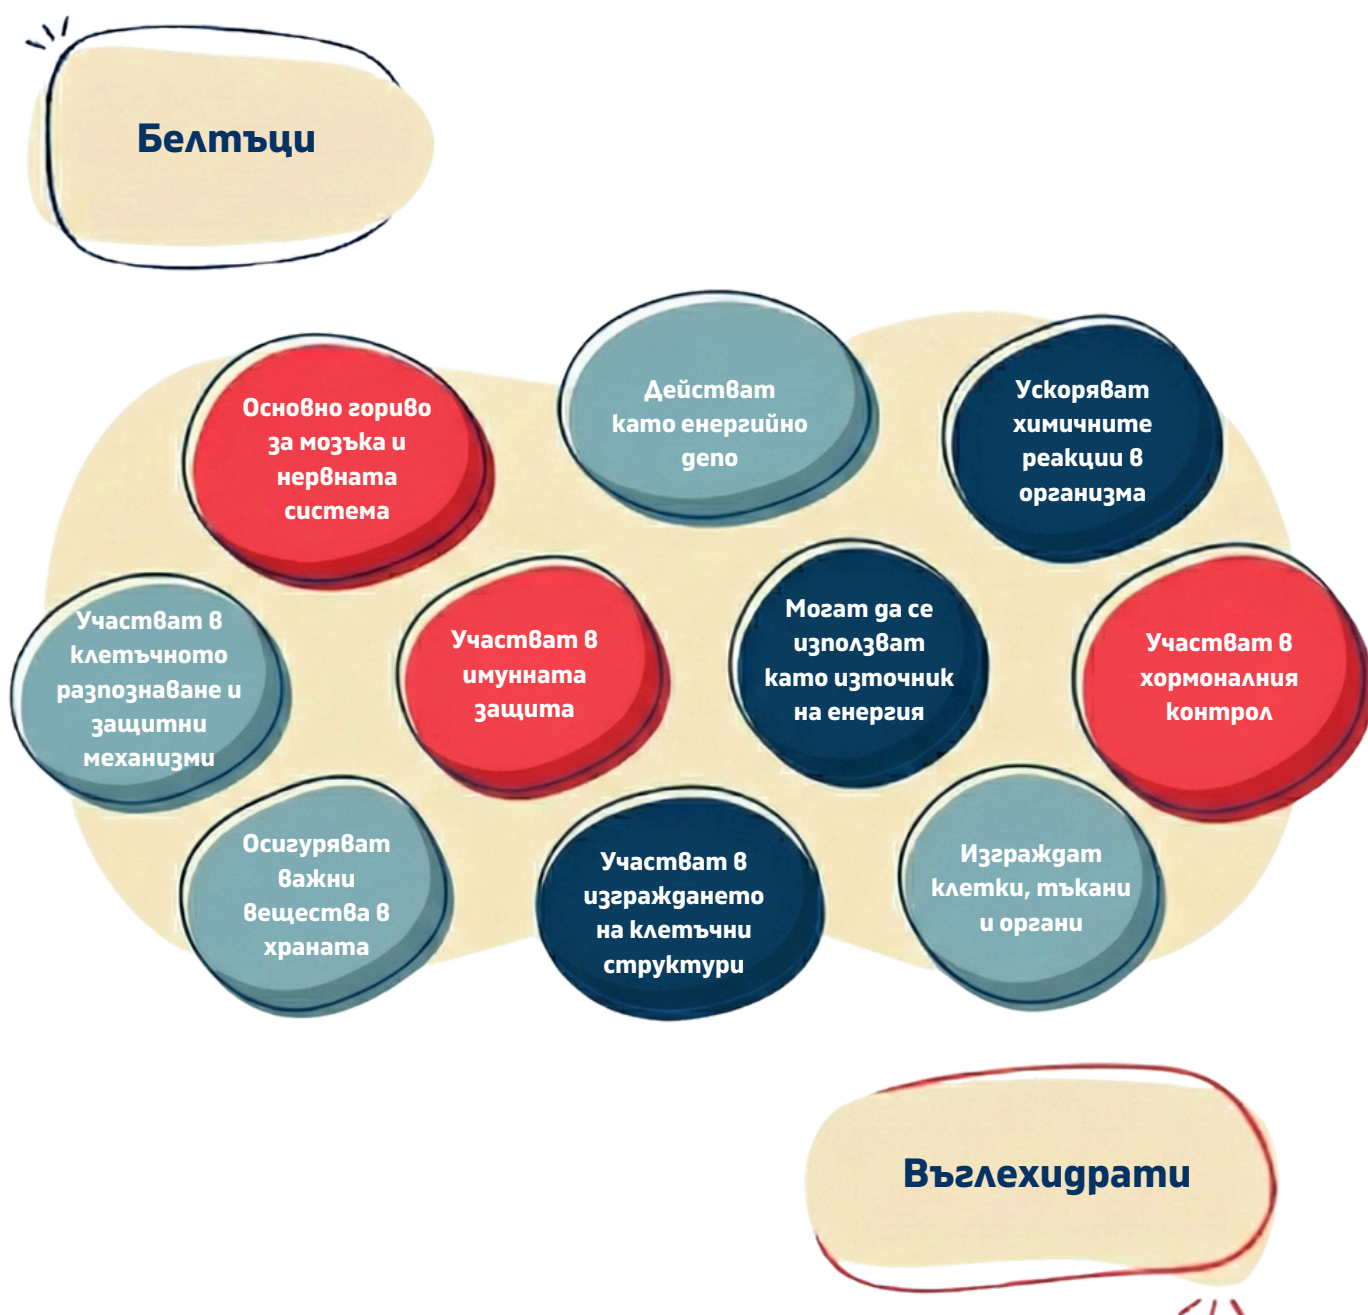 Белтъци
Основно гориво
за мозъка и
нервната
система
Действат
като енергийно
депо
Ускоряват
химичните
реакции в
организма
Участват в
клетъчното
разпознаване и
защитни
механизми
Участват в
имунната
защита
Могат да се
използват
като източник
на енергия
Участват в
хормоналния
контрол
Осигуряват
важни
вещества в
храната
Участват в
изграждането
на клетъчни
структури
Изграждат
клетки, тъкани
и органи
Въглехидрати